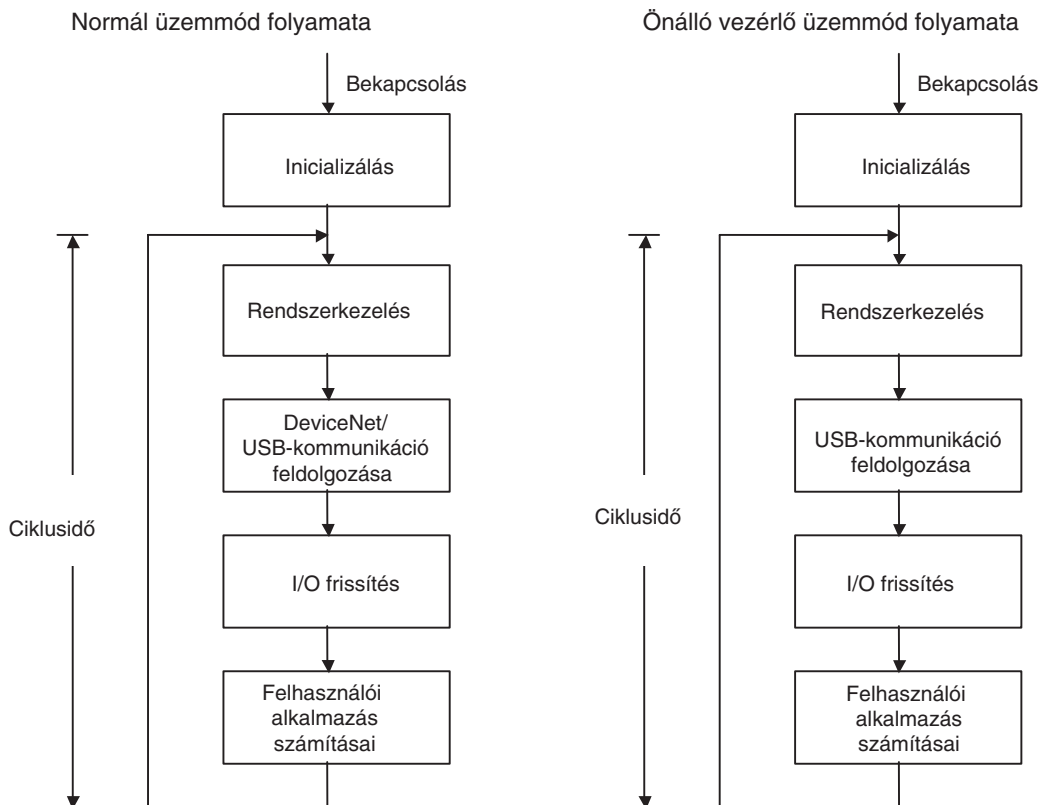 Normál üzemmód folyamata
Bekapcsolás
Inicializálás
Rendszerkezelés
DeviceNet/
USB-kommunikáció
feldolgozása
Ciklusidő
I/O frissítés
Felhasználói
alkalmazás
számításai
Önálló vezérlő üzemmód folyamata
Bekapcsolás
Inicializálás
Rendszerkezelés
USB-kommunikáció
feldolgozása
Ciklusidő
I/O frissítés
Felhasználói
alkalmazás
számításai